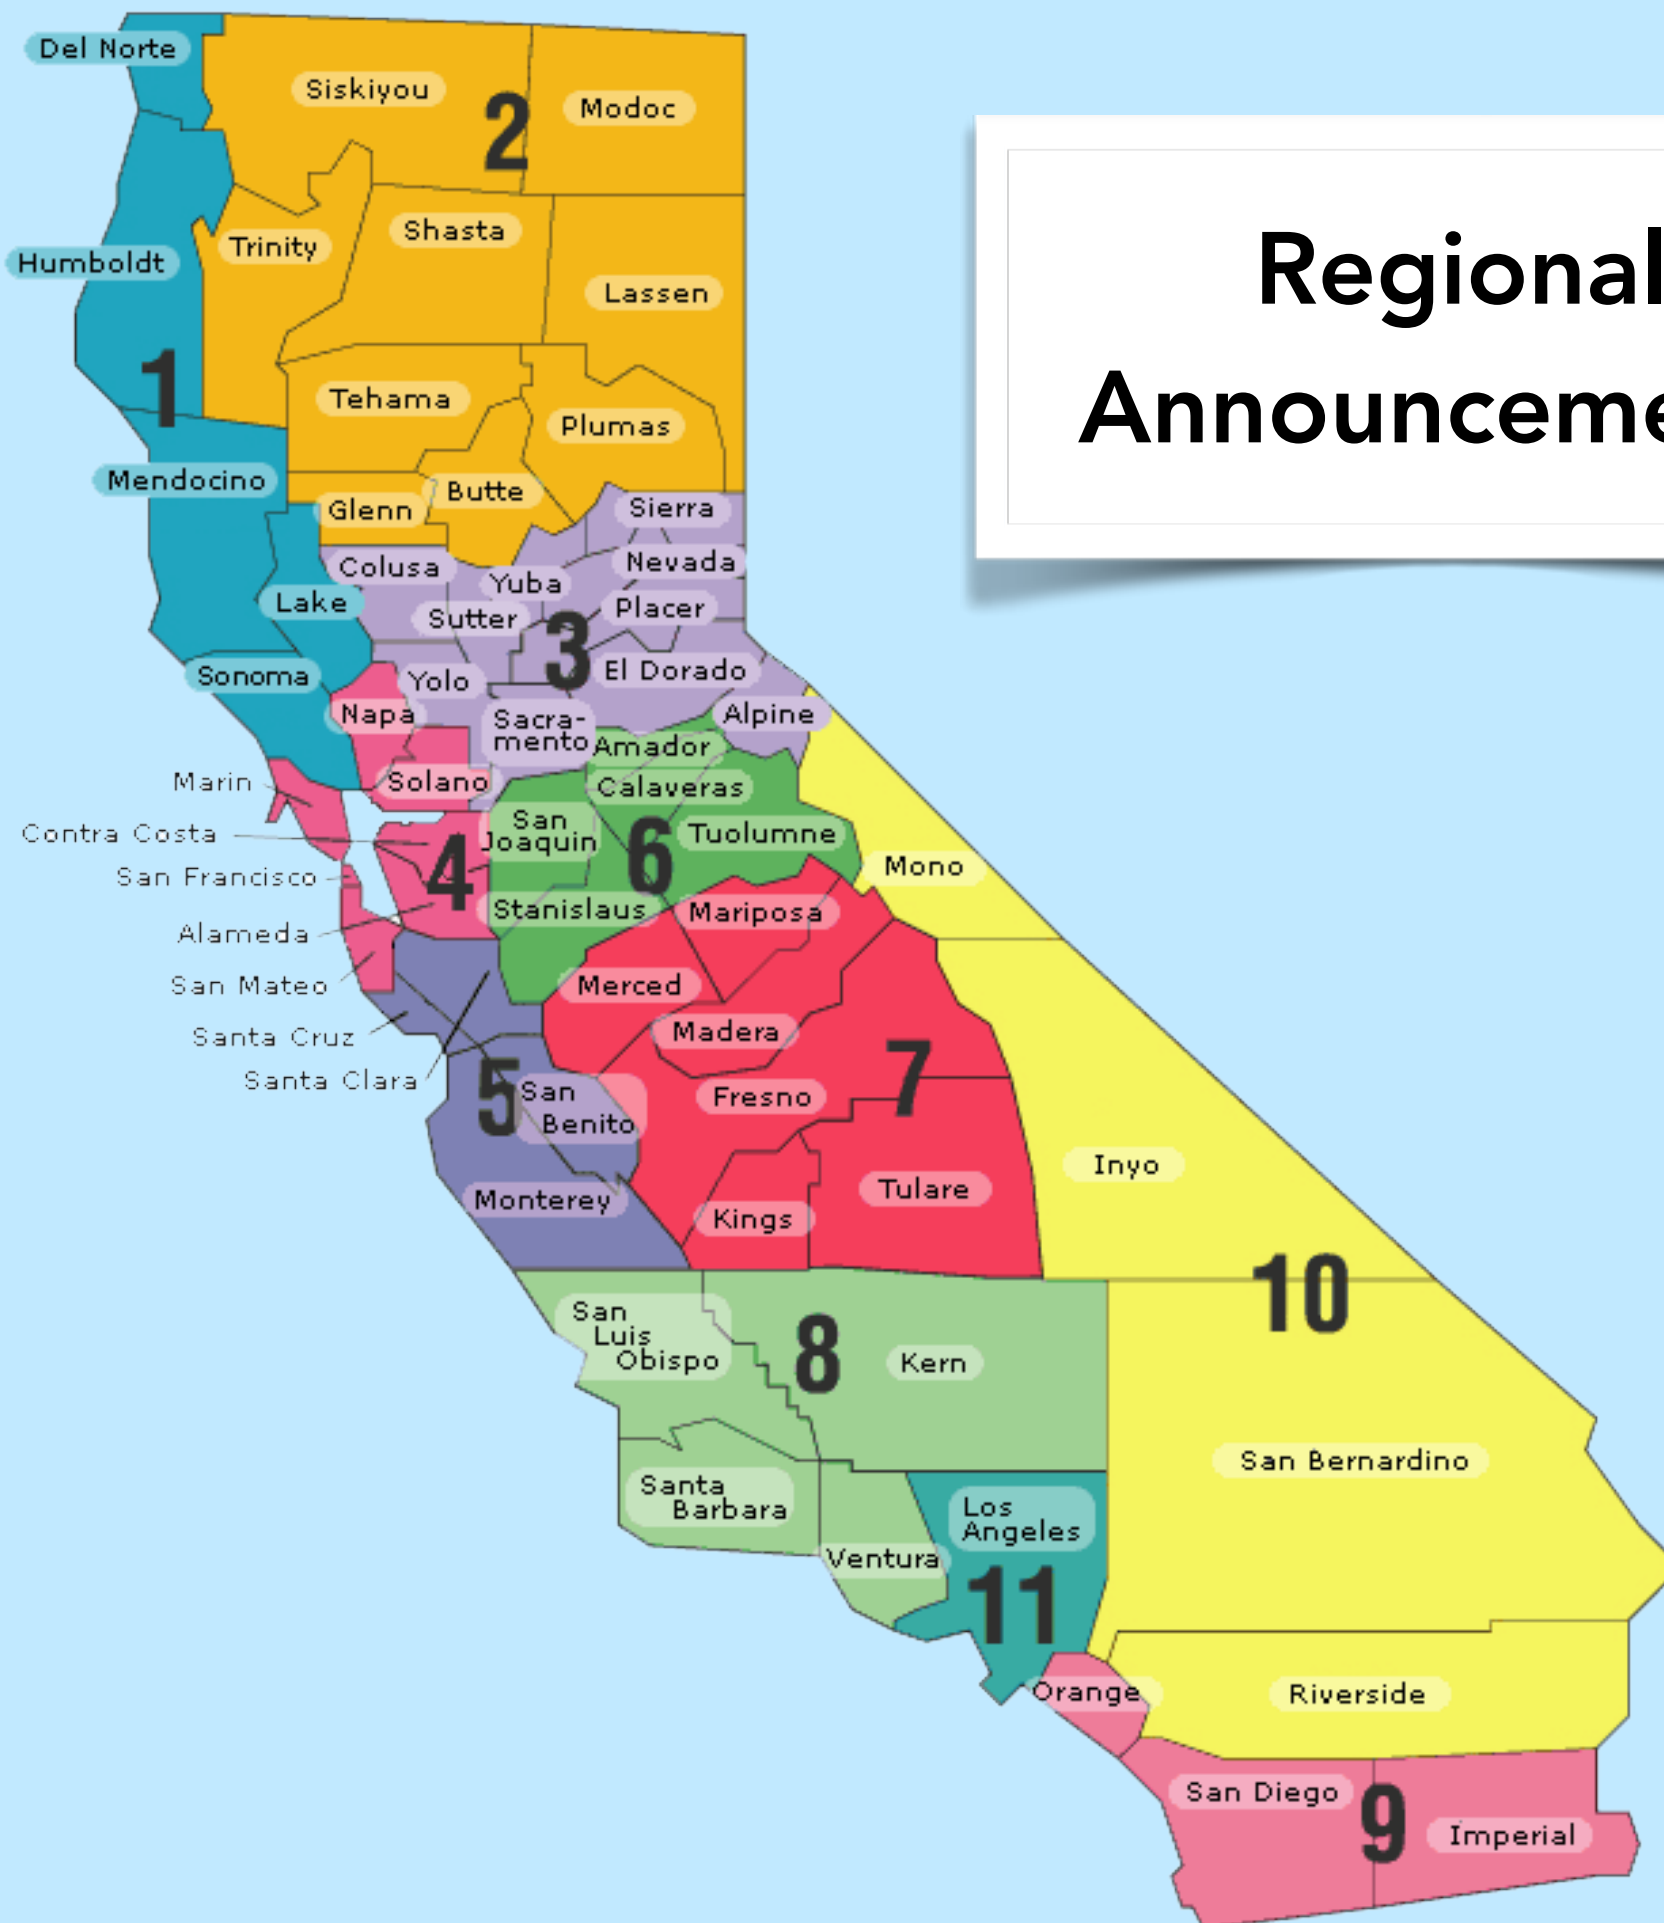 Del Norte
Siskiyou
2
Modoc
Regional
Announceme
Humboldt
Trinity
Shasta
Lassen
1
Tehama
Plumas
Mendocino
Glenn
Butte
Sierra
Colusa
Yuba
Nevada
Lake
Sutter
Placer
3
Sonoma
Yolo
El Dorado
Napa
Sacra-
mento
Alpine
Amador
Marin
Solano
Calaveras
Contra Costa
San
Joaquin
Tuolumne
4
6
Mono
San Francisco
Stanislaus
Mariposa
Alameda
San Mateo
Merced
Santa Cruz
Madera
Santa Clara
5
San
Benito
Fresno
7
Inyo
Monterey
Kings
Tulare
10
San
Luis
Obispo
8
Kern
San Bernardino
Santa
Barbara
Los
Angeles
Ventura
11
Orange
Riverside
San Diego
9
Imperial